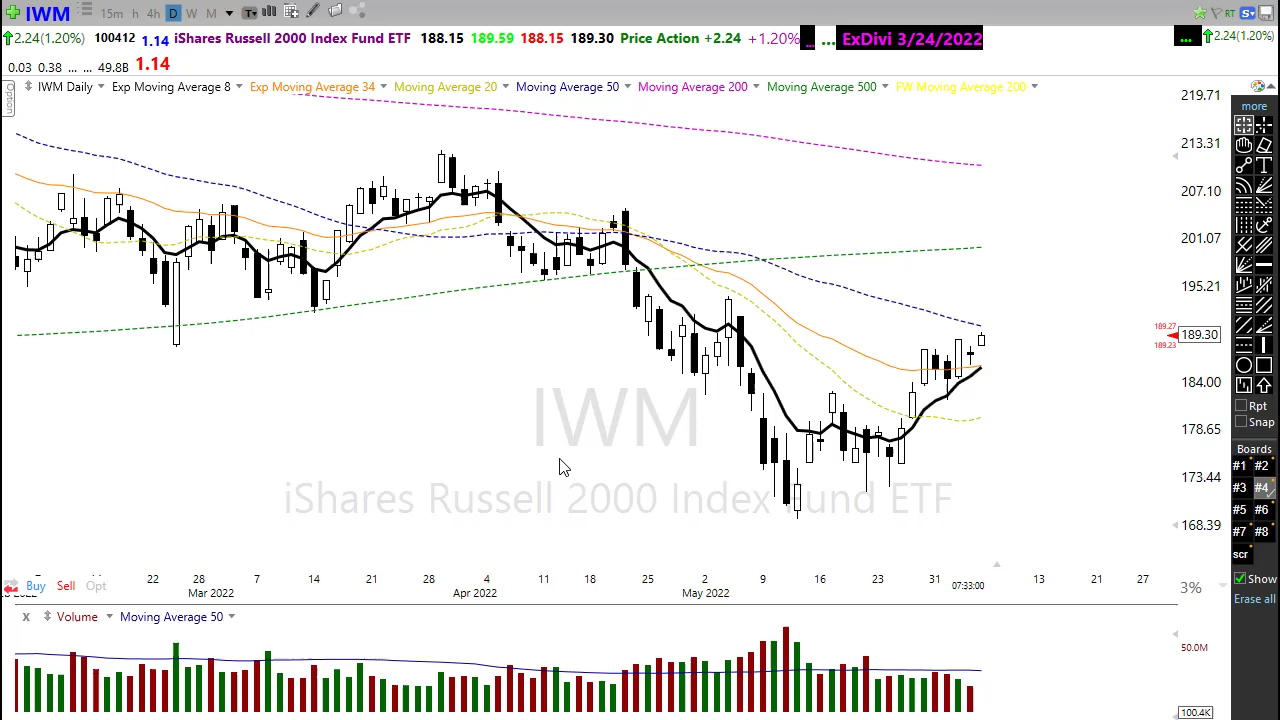 IWM 15m h 4h D W M T RT S
2.24(1.20%) 100412 1.14 iShares Russell 2000 Index Fund ETF 188.15 189.59 188.15 189.30 Price Action +2.24 +1.20% ... ... ExDivi 3/24/2022 ... 2.24(1.20%)
0.03 0.38 ... ... 49.8B 1.14
Option
IWM Daily Exp Moving Average 8 Exp Moving Average 34 Moving Average 20 Moving Average 50 Moving Average 200 Moving Average 500 FW Moving Average 200
219.71
213.31
207.10
201.07
195.21
189.27
189.30
189.23
184.00
178.65
173.44
168.39
IWM
iShares Russell 2000 Index Fund ETF
more
Rpt
Snap
Boards
#1 #2
#3 #4
#5 #6
#7 #8
scr
Show
Erase all
Buy Sell Opt
22 28 7 14 21 28 4 11 18 25 2 9 16 23 31 07:33:00 13 21 27
Mar 2022 Apr 2022 May 2022
3%
x Volume Moving Average 50
50.0M
100.4K